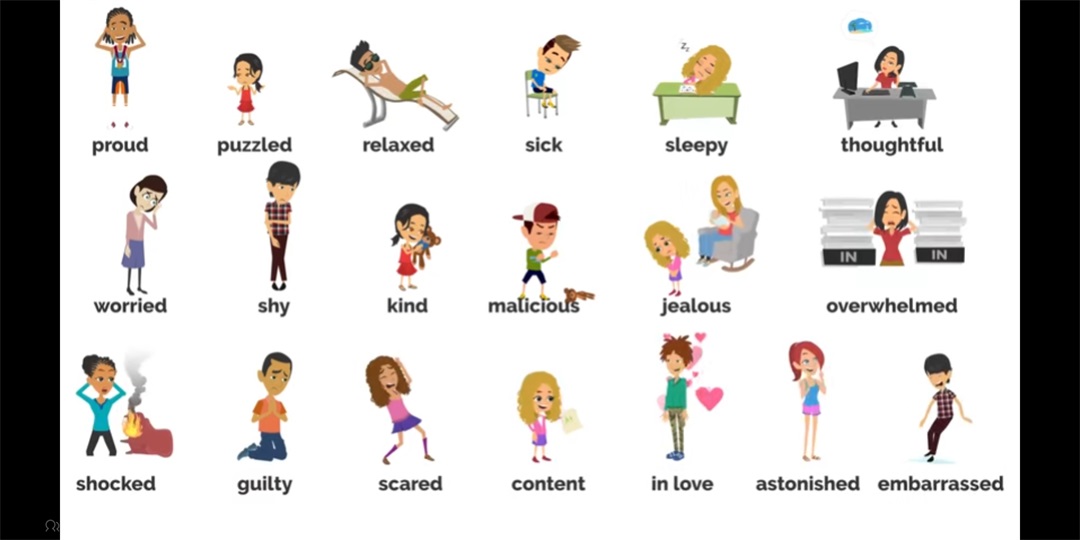 proud puzzled relaxed sick sleepy thoughtful
worried shy kind malicious jealous overwhelmed
IN IN
shocked guilty scared content in love astonished embarrassed